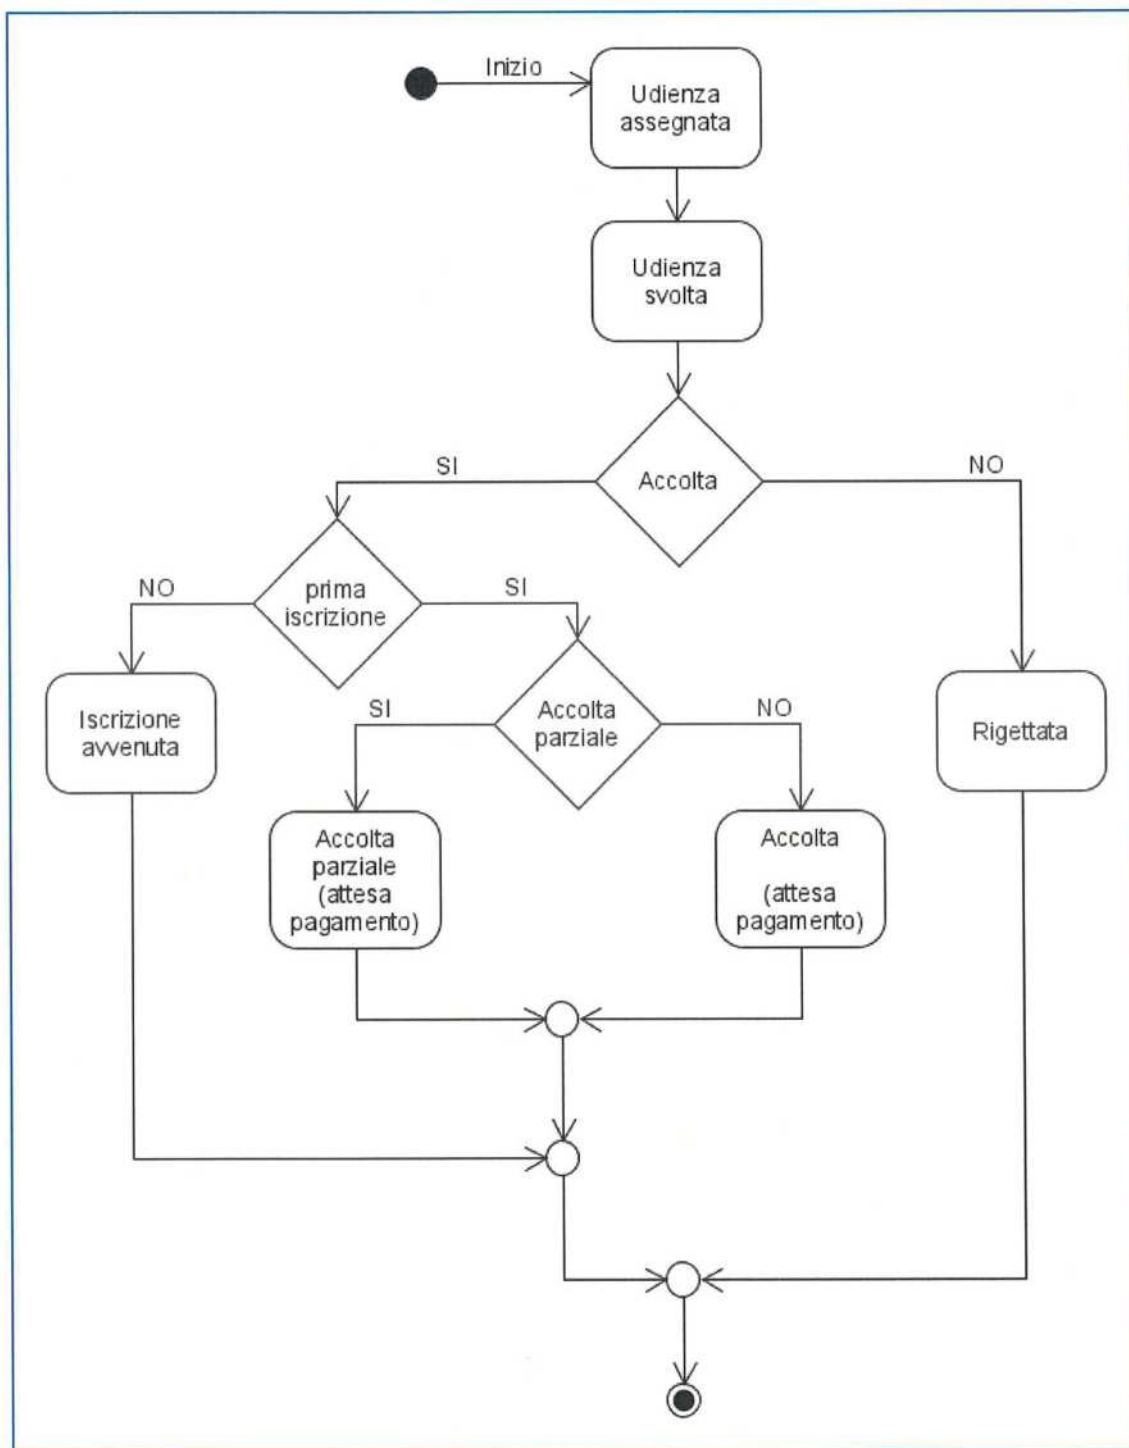 Inizio
Udienza
assegnata
Udienza
svolta
SI
Accolta
NO
NO
prima
iscrizione
SI
Iscrizione
avvenuta
SI
Accolta
parziale
NO
Rigettata
Accolta
parziale
(attesa
pagamento)
Accolta
(attesa
pagamento)